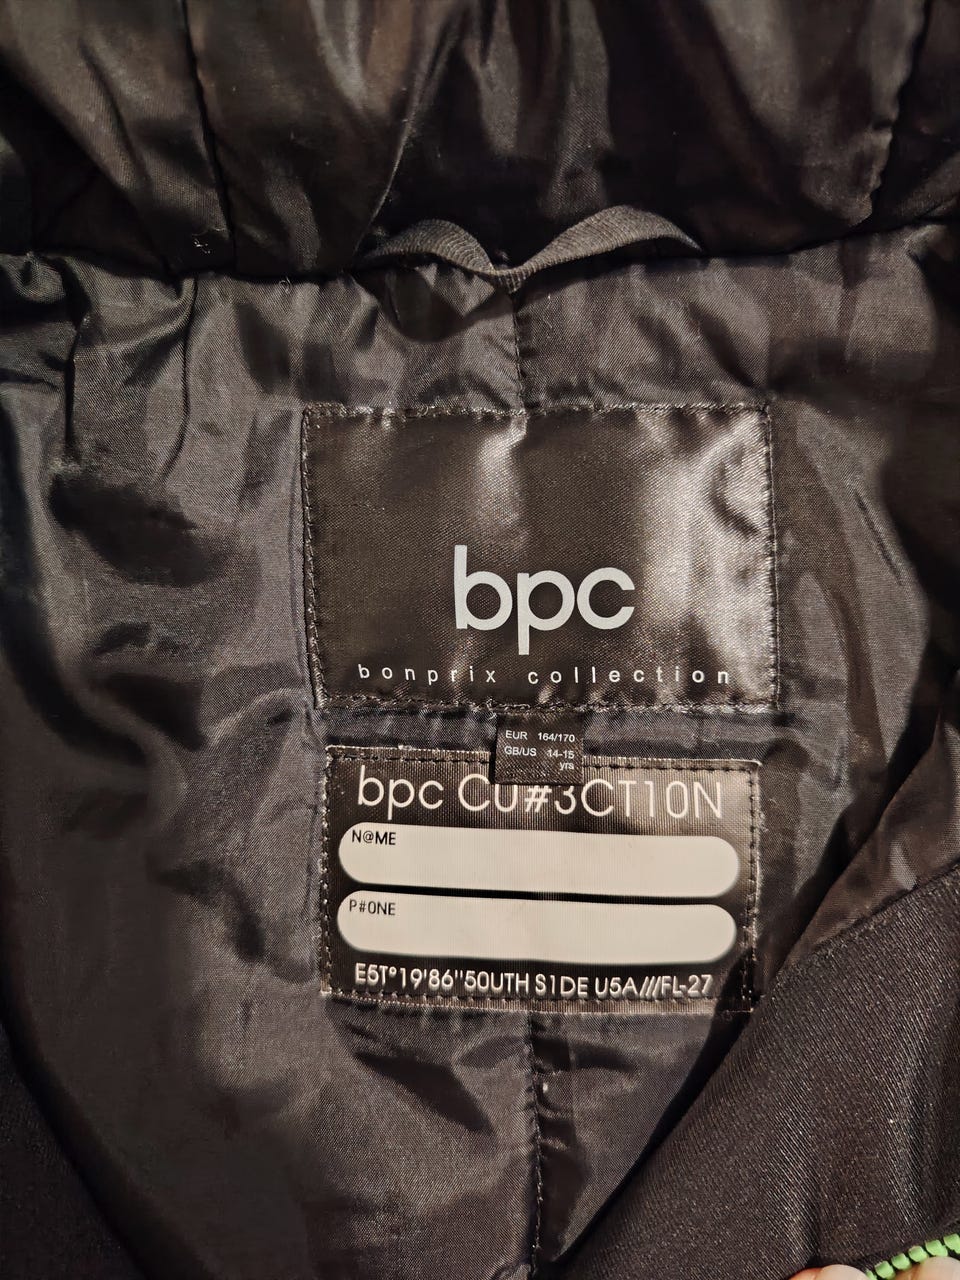 bpc
bonprix collection
EUR 164/170
GB/US 14-15
yrs
bpc CU#3CT10N
N@ME
P#0NE
E5T°19'86"50UTH S1DE U5A///FL-27